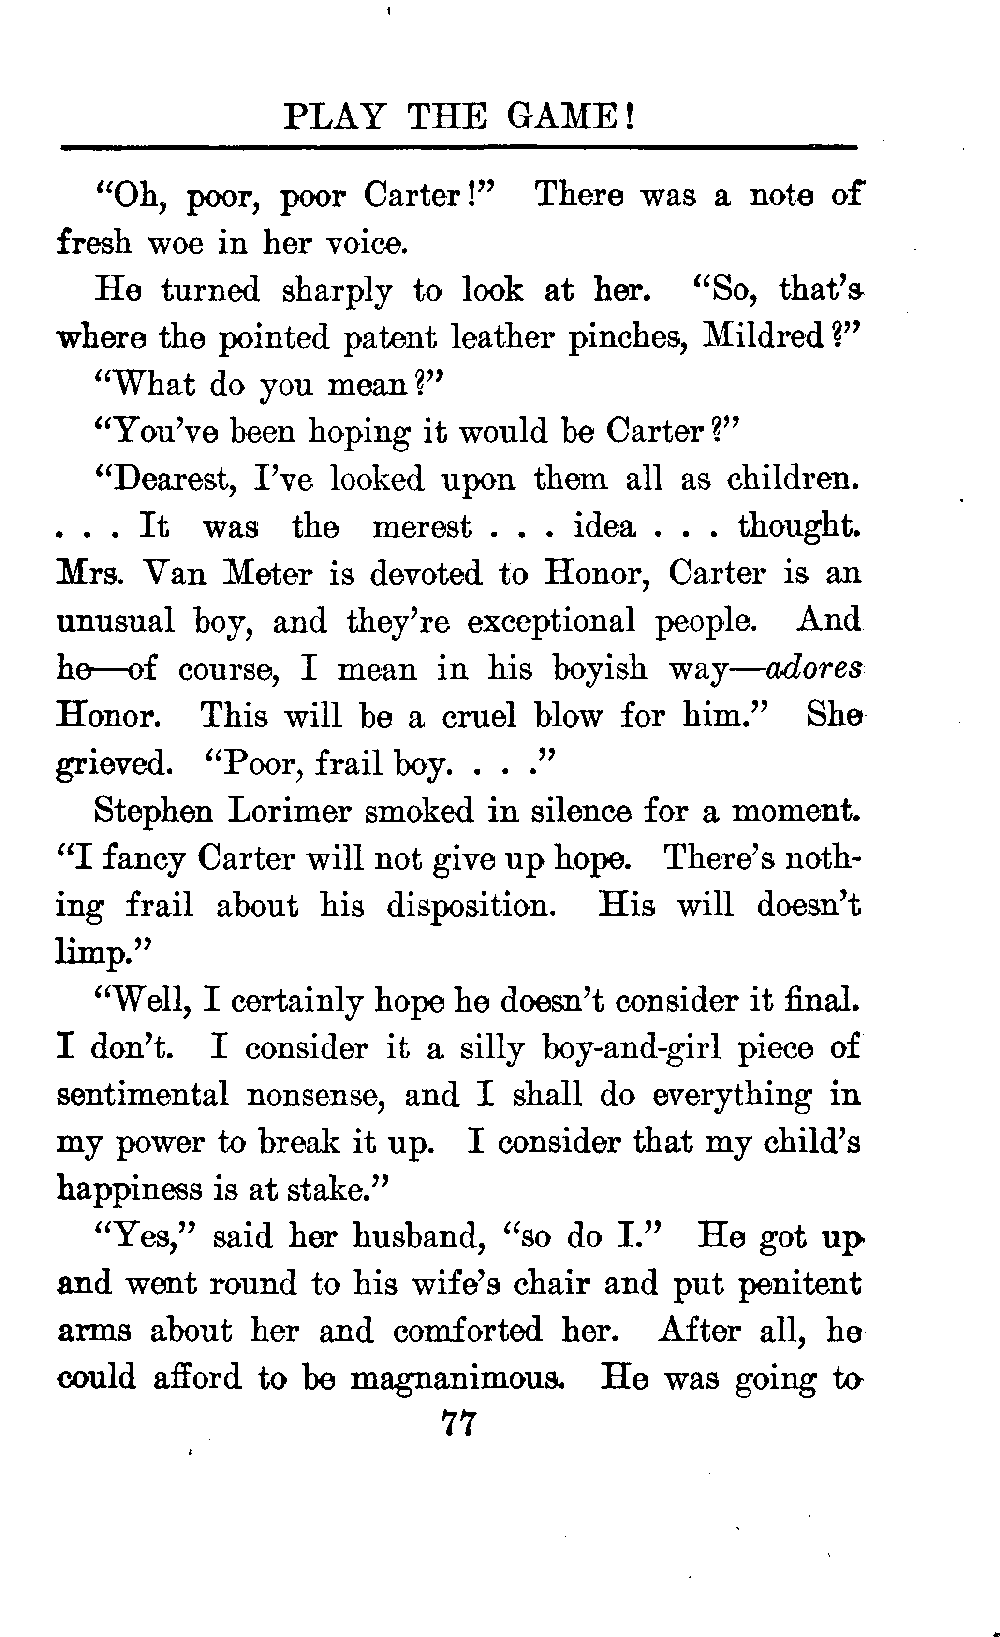 PLAY THE GAME!
“Oh, poor, poor Carter!” There was a note of
fresh woe in her voice.
He turned sharply to look at her. “So, that’s
where the pointed patent leather pinches, Mildred?”
“What do you mean?”
“You’ve been hoping it would be Carter?”
“Dearest, I’ve looked upon them all as children.
. . . It was the merest . . . idea . . . thought.
Mrs. Van Meter is devoted to Honor, Carter is an
unusual boy, and they’re exceptional people. And
he—of course, I mean in his boyish way—adores
Honor. This will be a cruel blow for him.” She
grieved. “Poor, frail boy. . . .”
Stephen Lorimer smoked in silence for a moment.
“I fancy Carter will not give up hope. There’s noth-
ing frail about his disposition. His will doesn’t
limp.”
“Well, I certainly hope he doesn’t consider it final.
I don’t. I consider it a silly boy-and-girl piece of
sentimental nonsense, and I shall do everything in
my power to break it up. I consider that my child’s
happiness is at stake.”
“Yes,” said her husband, “so do I.” He got up
and went round to his wife’s chair and put penitent
arms about her and comforted her. After all, he
could afford to be magnanimous. He was going to
77